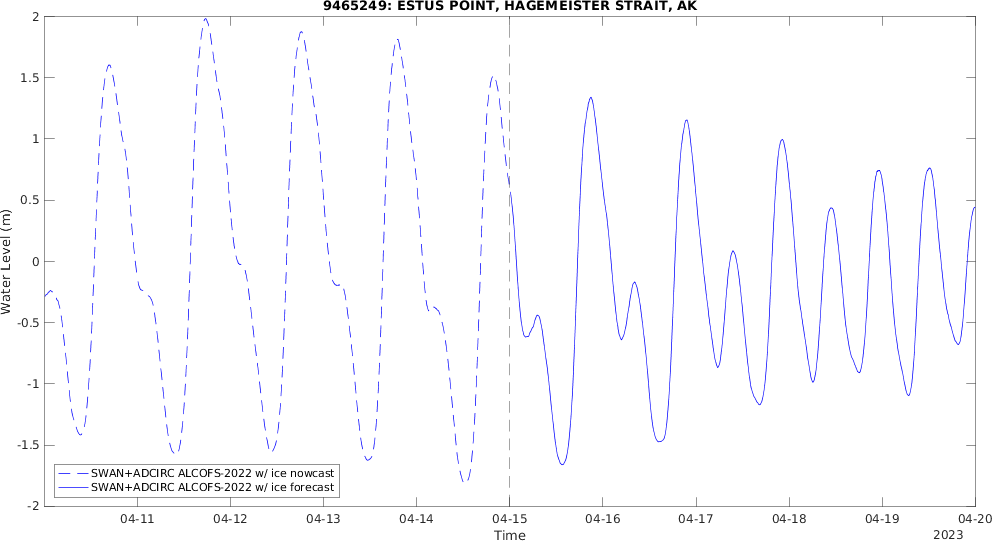 9465249: ESTUS POINT, HAGEMEISTER STRAIT, AK
2
1.5
1
0.5
0
-0.5
-1
-1.5
-2
Water Level (m)
SWAN+ADCIRC ALCOFS-2022 w/ ice nowcast
SWAN+ADCIRC ALCOFS-2022 w/ ice forecast
04-11 04-12 04-13 04-14 04-15 04-16 04-17 04-18 04-19 04-20
Time
2023